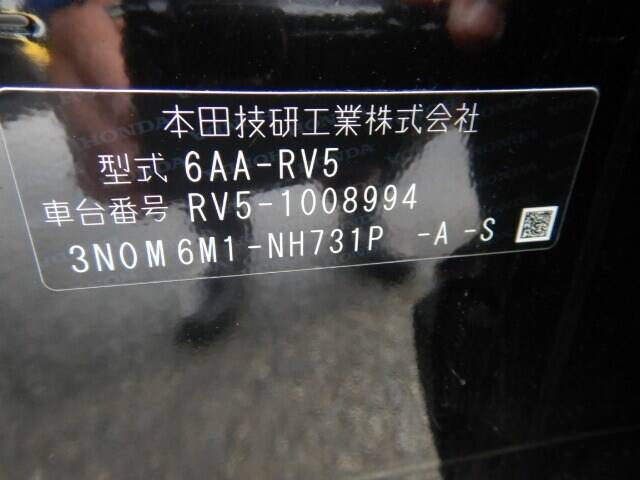 本田技研工業株式会社
型式 6AA-RV5
車台番号 RV5-1008994
3N0M6M1-NH731P -A-S